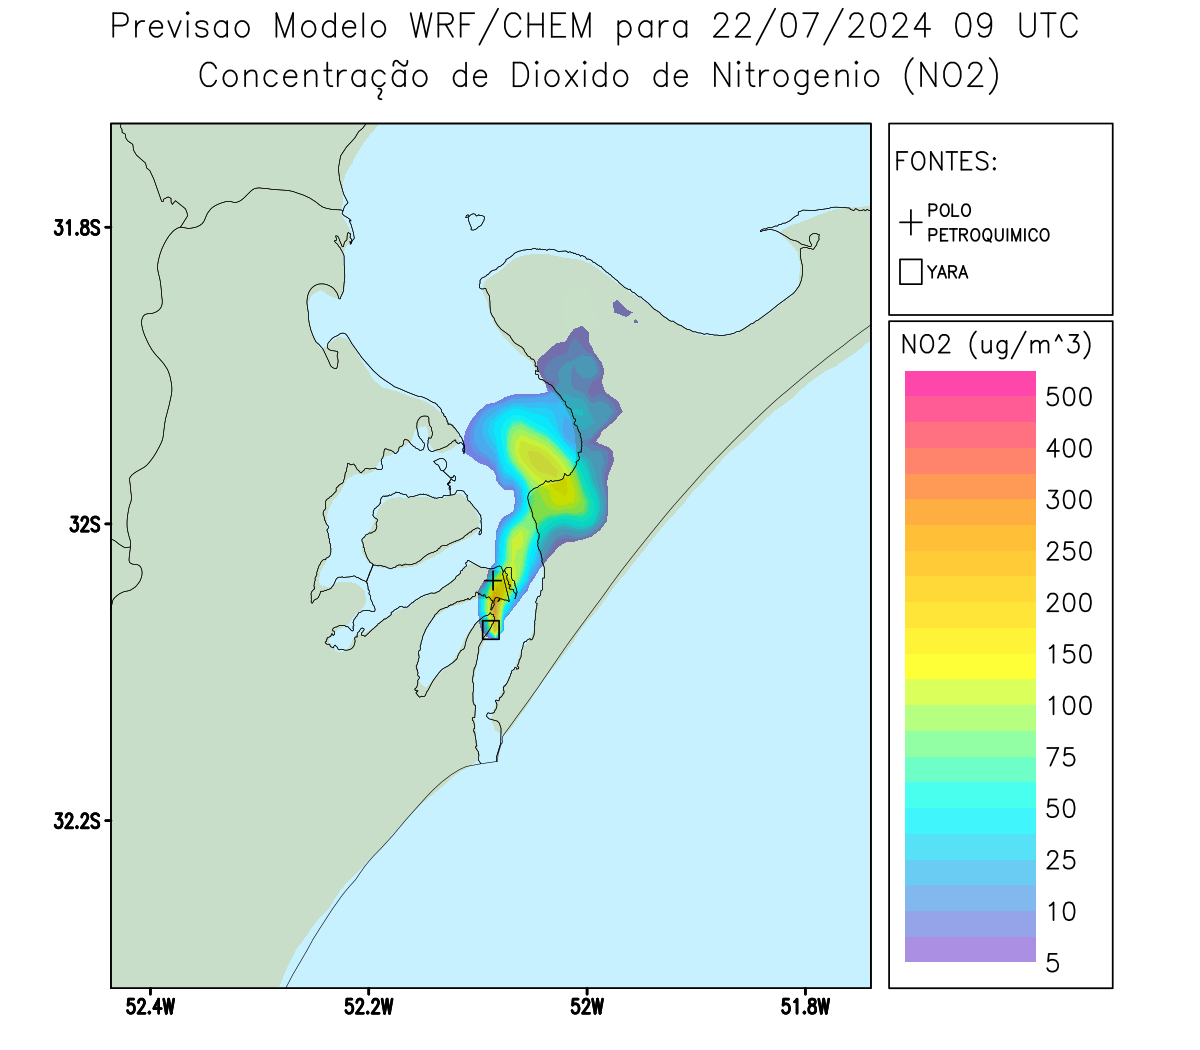 Previsao Modelo WRF/CHEM para 22/07/2024 09 UTC
Concentração de Dioxido de Nitrogenio (NO2)
FONTES:
POLO
PETROQUIMICO
YARA
NO2 (ug/m^3)
500
400
300
250
200
150
100
75
50
25
10
5
31.8S
32S
32.2S
52.4W
52.2W
52W
51.8W